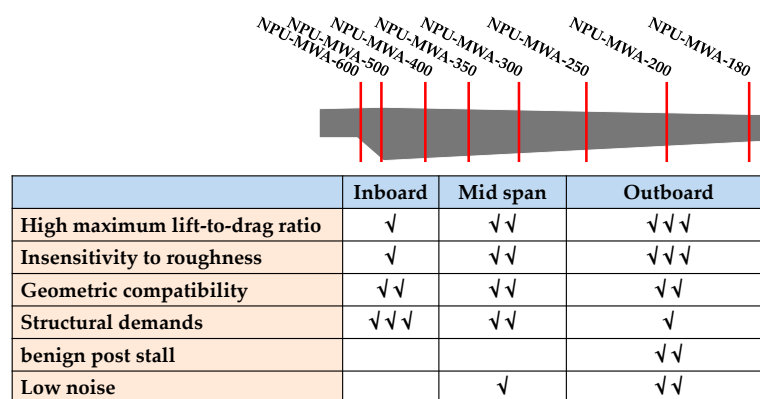 NPU-MWA-600
NPU-MWA-500
NPU-MWA-400
NPU-MWA-350
NPU-MWA-300
NPU-MWA-250
NPU-MWA-200
NPU-MWA-180
Inboard Mid span Outboard
High maximum lift-to-drag ratio √ √√ √√√
Insensitivity to roughness √ √√ √√√
Geometric compatibility √√ √√ √√
Structural demands √√√ √√ √
benign post stall √√
Low noise √ √√